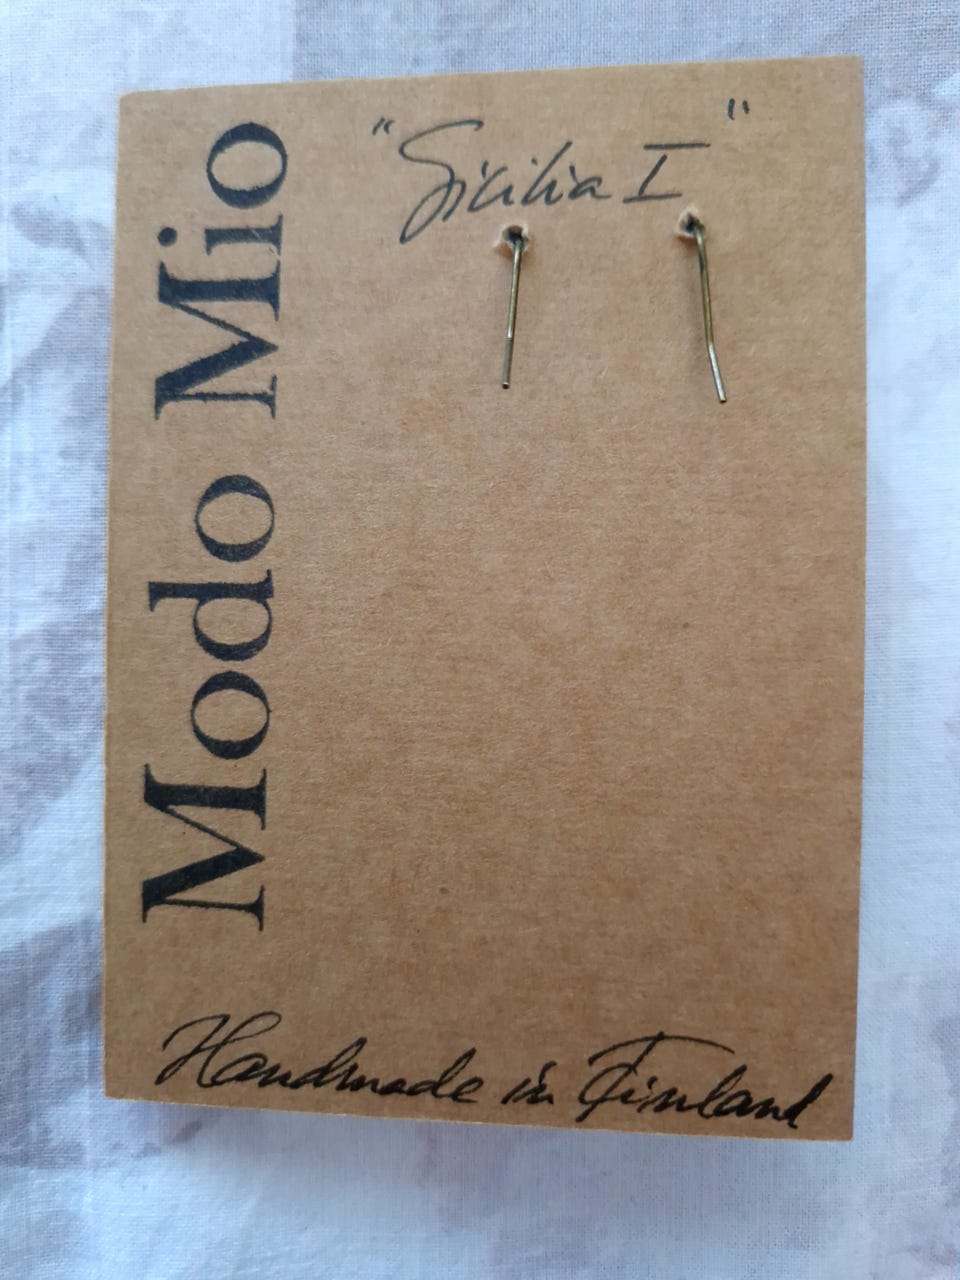 "Sicilia I"
Modo Mio
Handmade in Finland